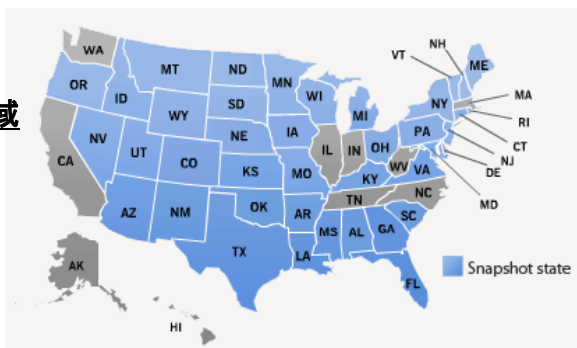 NH
VT
WA
ME
MT
ND
MN
OR
ID
WI
MA
SD
NY
WY
MI
RI
域
IA
PA
CT
NV
NE
IL
IN
OH
NJ
UT
CO
WV
VA
DE
CA
KS
MO
KY
NC
MD
TN
AZ
NM
OK
AR
SC
MS
AL
GA
TX
LA
AK
Snapshot state
FL
HI